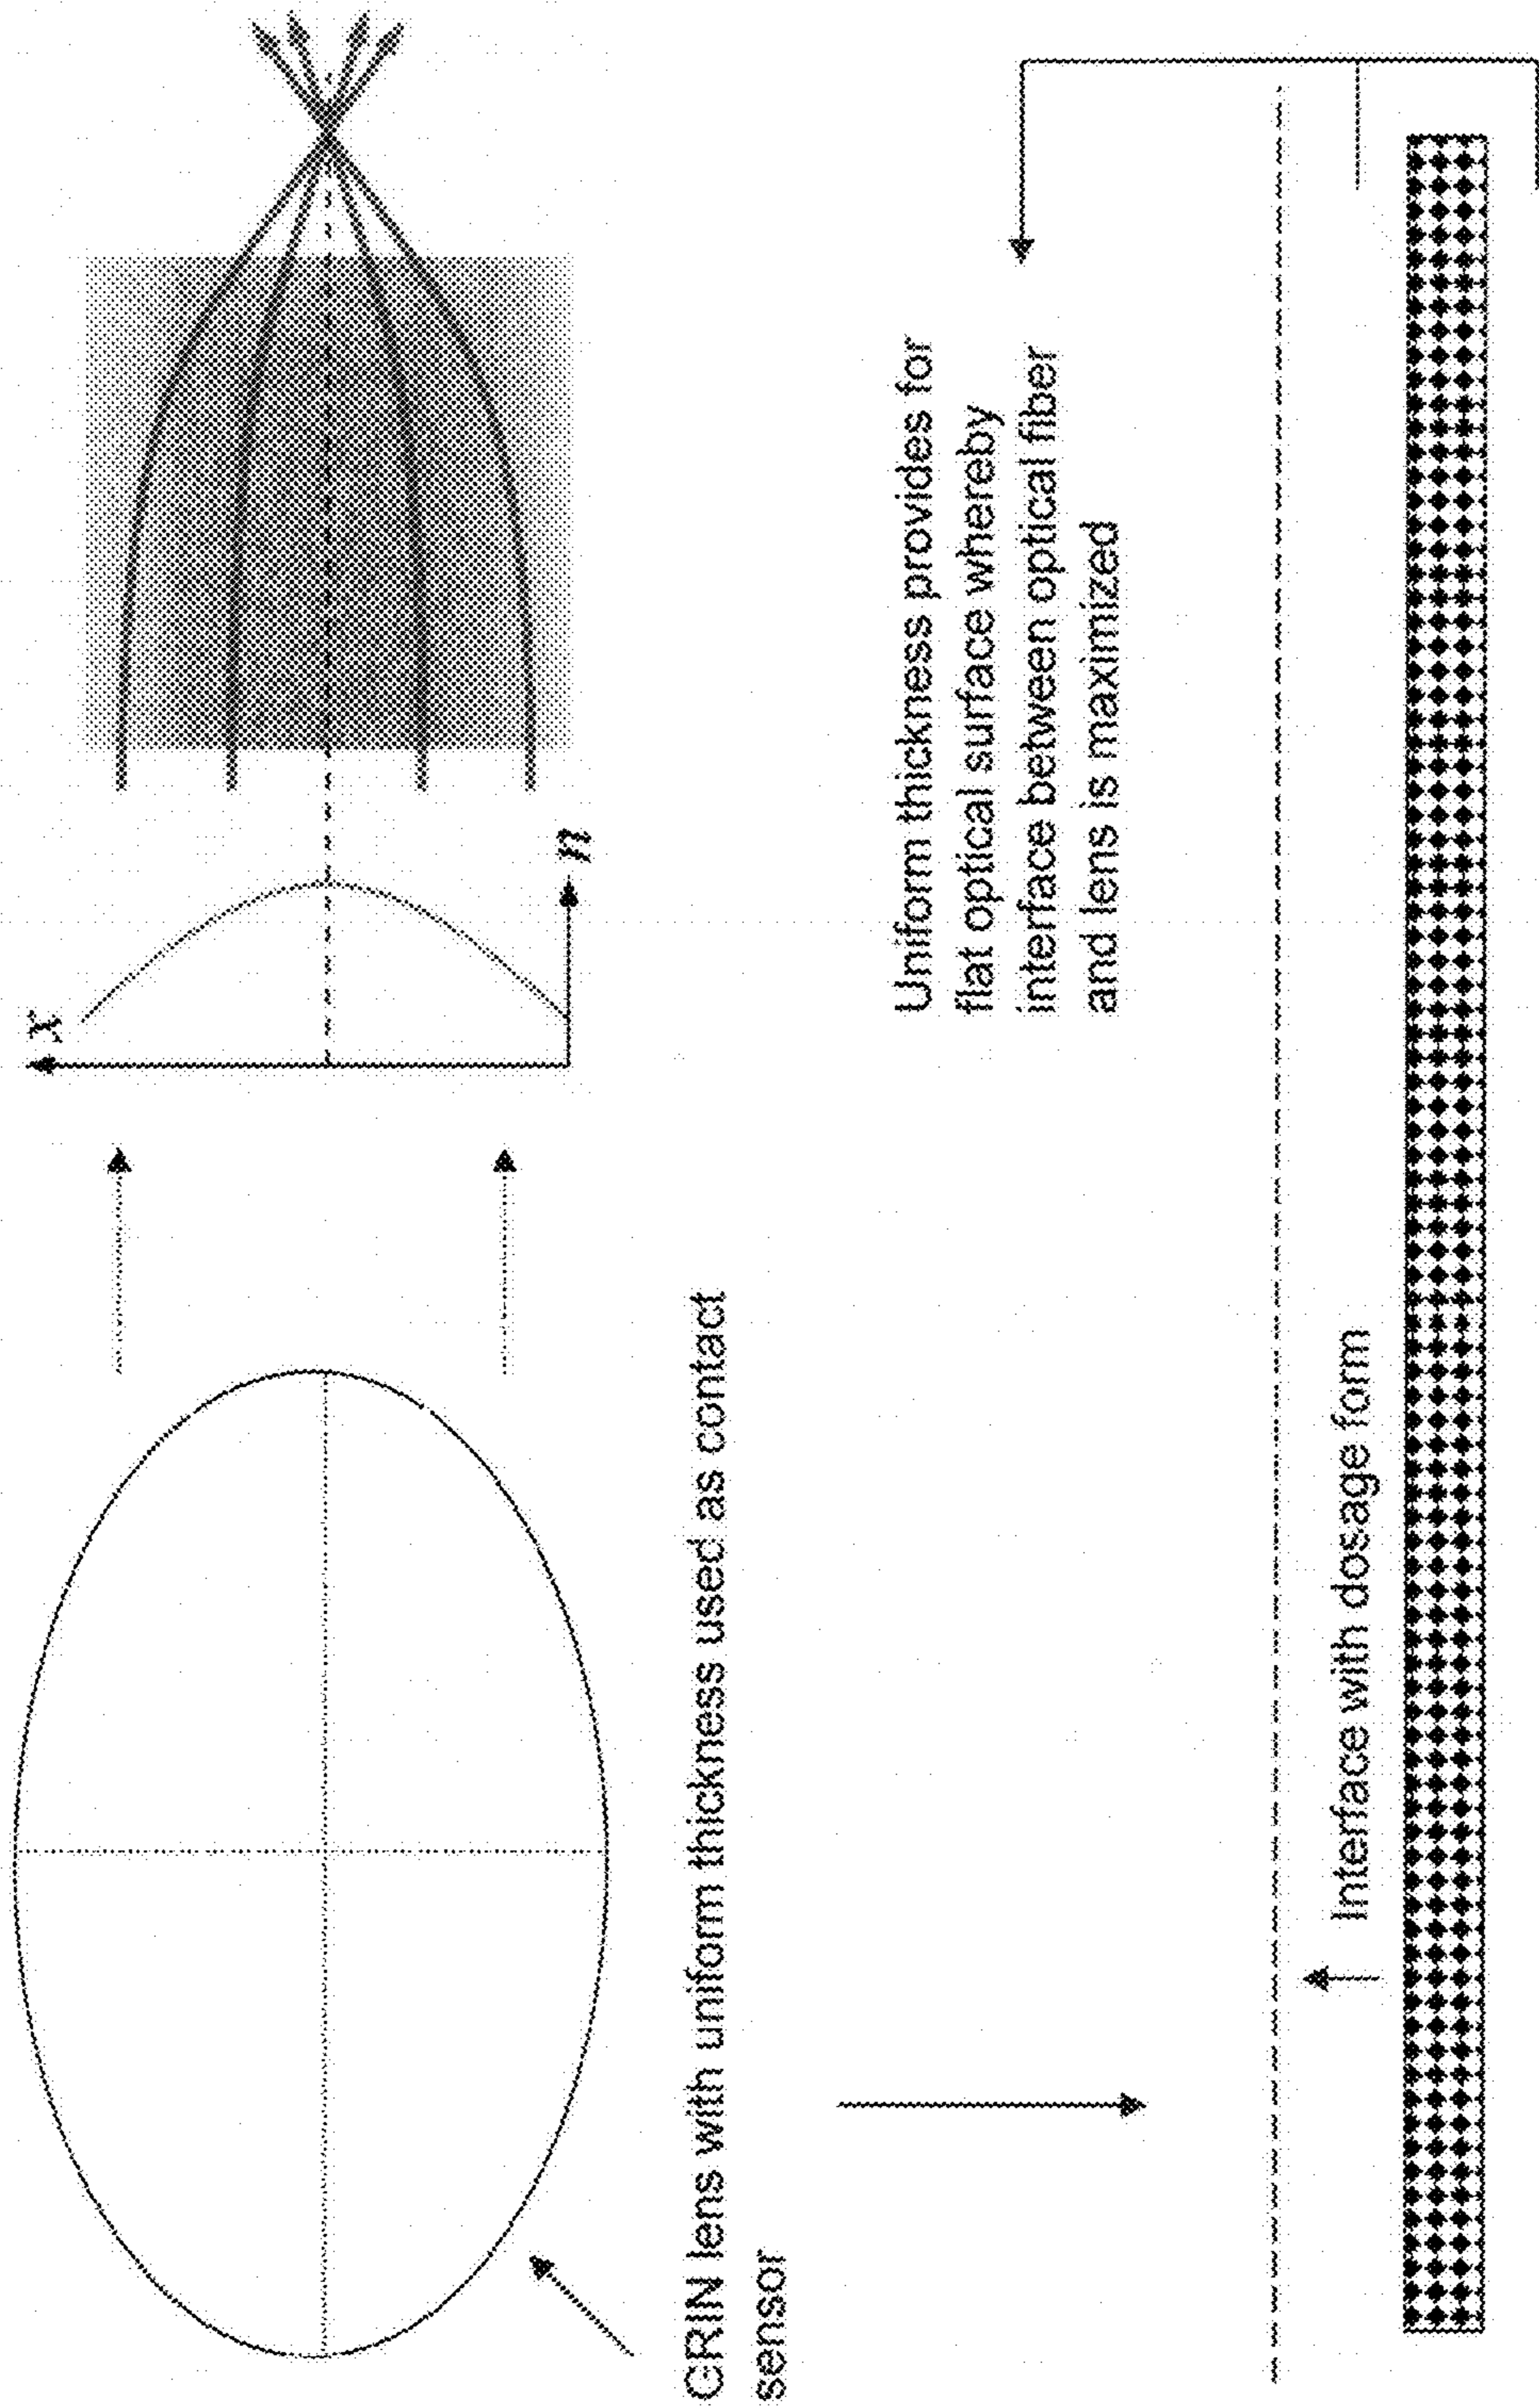 x
n
GRIN lens with uniform thickness used as contact
sensor
Uniform thickness provides for
flat optical surface whereby
interface between optical fiber
and lens is maximized
Interface with dosage form